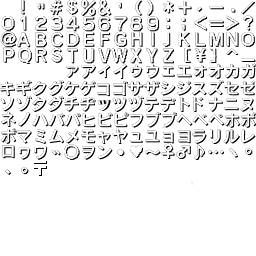 !"#$%&'()*+,-./
0123456789:;<=>?
@ABCDEFGHIJKLMNO
PQRSTUVWXYZ[¥]^_
ァアィイゥウェエォオカガ
キギクグケゲコゴサザシジスズセゼ
ソゾタダチヂッツヅテデトドナニヌ
ネノハバパヒビピフブプヘベペホボ
ポマミムメモャヤュユョヨラリルレ
ロヮワ〜〇ヲン・▼〜♀♂♪…ヽ゜
、。〒